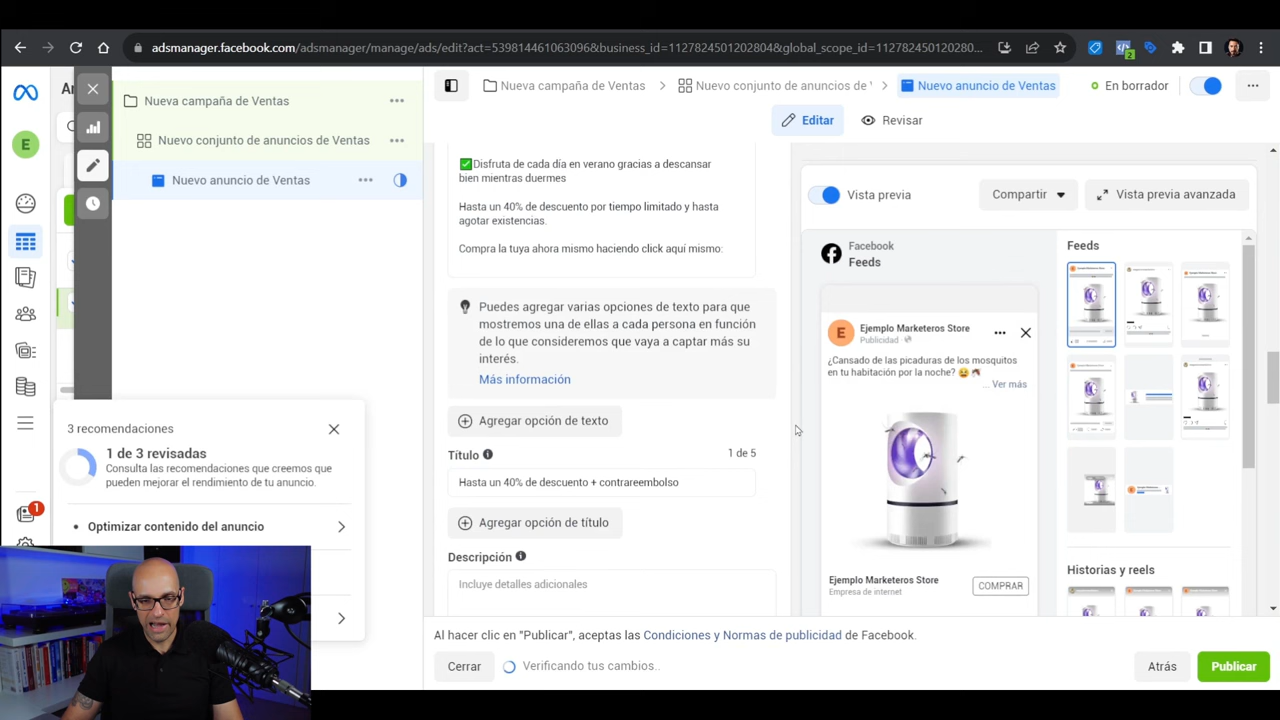 adsmanager.facebook.com/adsmanager/manage/ads/edit?act=539814461063096&business_id=1127824501202804&global_scope_id=112782450120280...
2
Nueva campaña de Ventas
Nuevo conjunto de anuncios de Ventas
Nuevo anuncio de Ventas
E
Nueva campaña de Ventas
Nuevo conjunto de anuncios de
Nuevo anuncio de Ventas
En borrador
Editar
Revisar
✅Disfruta de cada día en verano gracias a descansar
bien mientras duermes
Hasta un 40% de descuento por tiempo limitado y hasta
agotar existencias.
Compra la tuya ahora mismo haciendo click aquí mismo:
Puedes agregar varias opciones de texto para que
mostremos una de ellas a cada persona en función
de lo que consideremos que vaya a captar más su
interés.
Más información
Agregar opción de texto
Título
1 de 5
Hasta un 40% de descuento + contrareembolso
Agregar opción de título
Descripción
Incluye detalles adicionales
Vista previa
Compartir
Vista previa avanzada
Facebook
Feeds
E
Ejemplo Marketeros Store
Publicidad
¿Cansado de las picaduras de los mosquitos
en tu habitación por la noche? 😫🦟
... Ver más
Ejemplo Marketeros Store
Empresa de internet
COMPRAR
Feeds
Historias y reels
3 recomendaciones
1 de 3 revisadas
Consulta las recomendaciones que creemos que
pueden mejorar el rendimiento de tu anuncio.
• Optimizar contenido del anuncio
1
Al hacer clic en "Publicar", aceptas las Condiciones y Normas de publicidad de Facebook.
Cerrar
Verificando tus cambios..
Atrás
Publicar